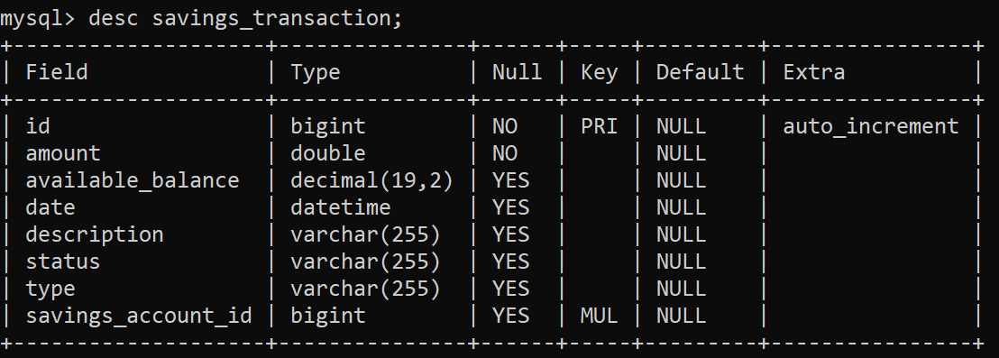 mysql> desc savings_transaction;
+--------------------+---------------+------+-----+---------+----------------+
| Field              | Type          | Null | Key | Default | Extra          |
+--------------------+---------------+------+-----+---------+----------------+
| id                 | bigint        | NO   | PRI | NULL    | auto_increment |
| amount             | double        | NO   |     | NULL    |                |
| available_balance  | decimal(19,2) | YES  |     | NULL    |                |
| date               | datetime      | YES  |     | NULL    |                |
| description        | varchar(255)  | YES  |     | NULL    |                |
| status             | varchar(255)  | YES  |     | NULL    |                |
| type               | varchar(255)  | YES  |     | NULL    |                |
| savings_account_id | bigint        | YES  | MUL | NULL    |                |
+--------------------+---------------+------+-----+---------+----------------+